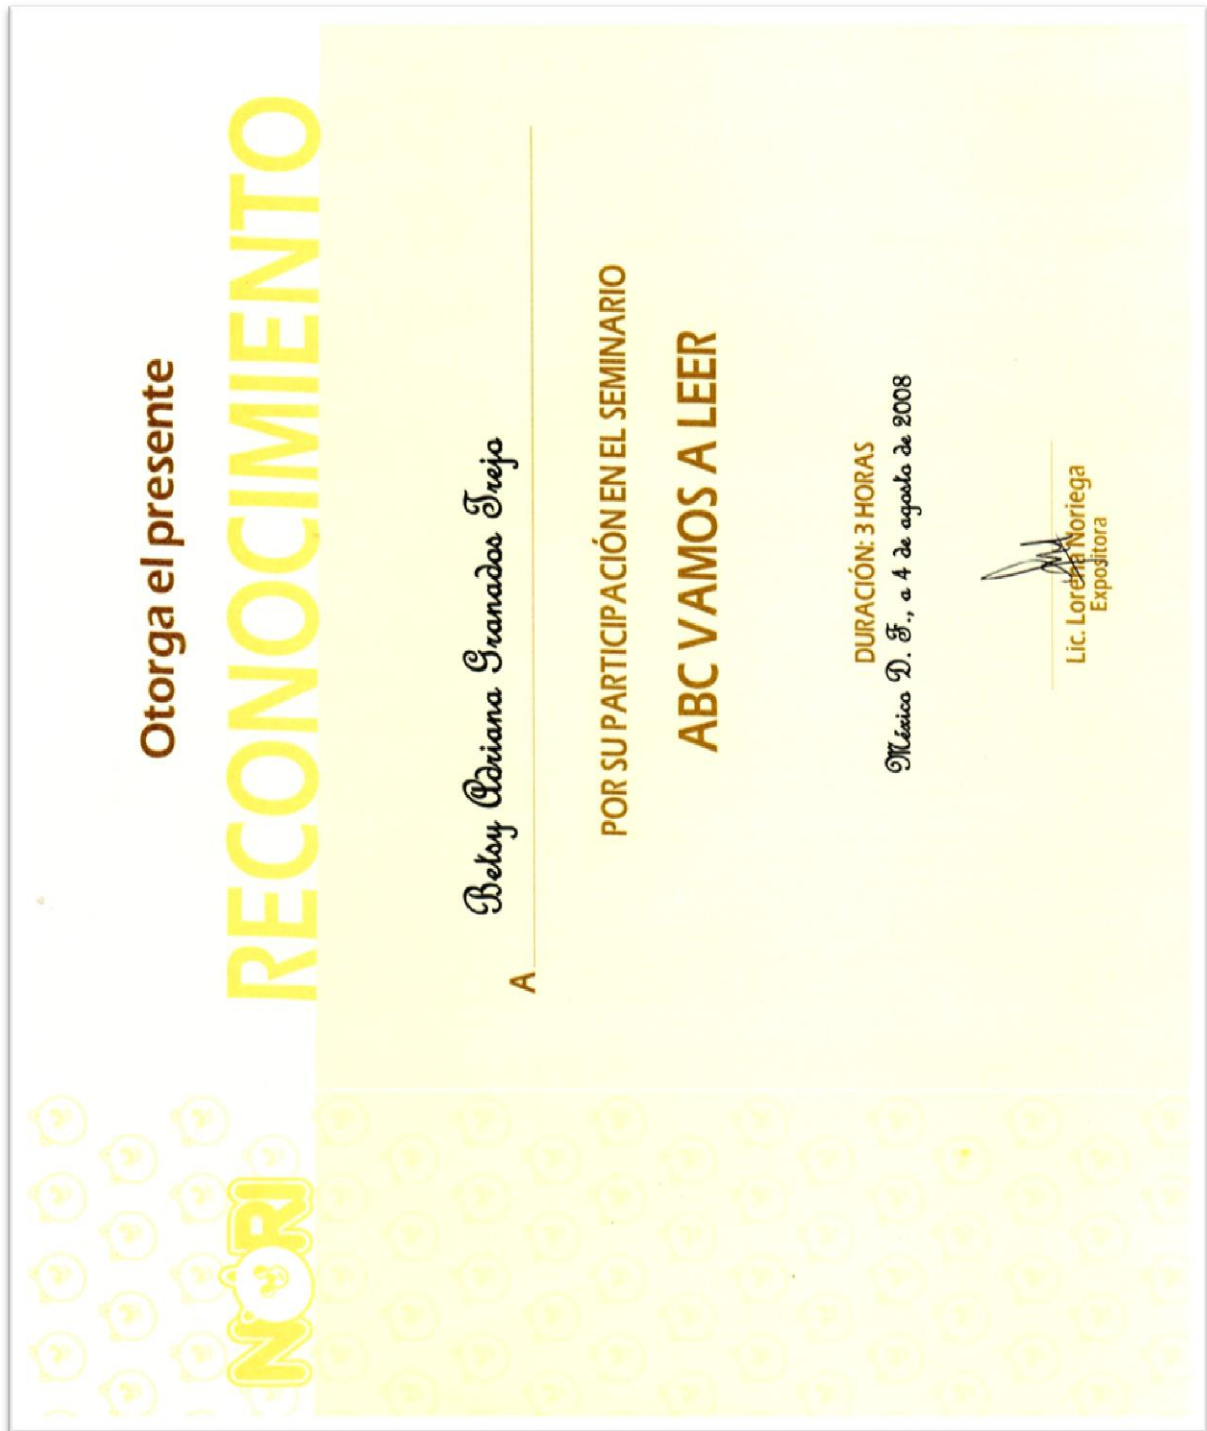 NORI
Otorga el presente
RECONOCIMIENTO
A Betsy Adriana Granados Trejo
POR SU PARTICIPACIÓN EN EL SEMINARIO
ABC VAMOS A LEER
DURACIÓN: 3 HORAS
México D. F., a 4 de agosto de 2008
Lic. Lorena Noriega
Expositora